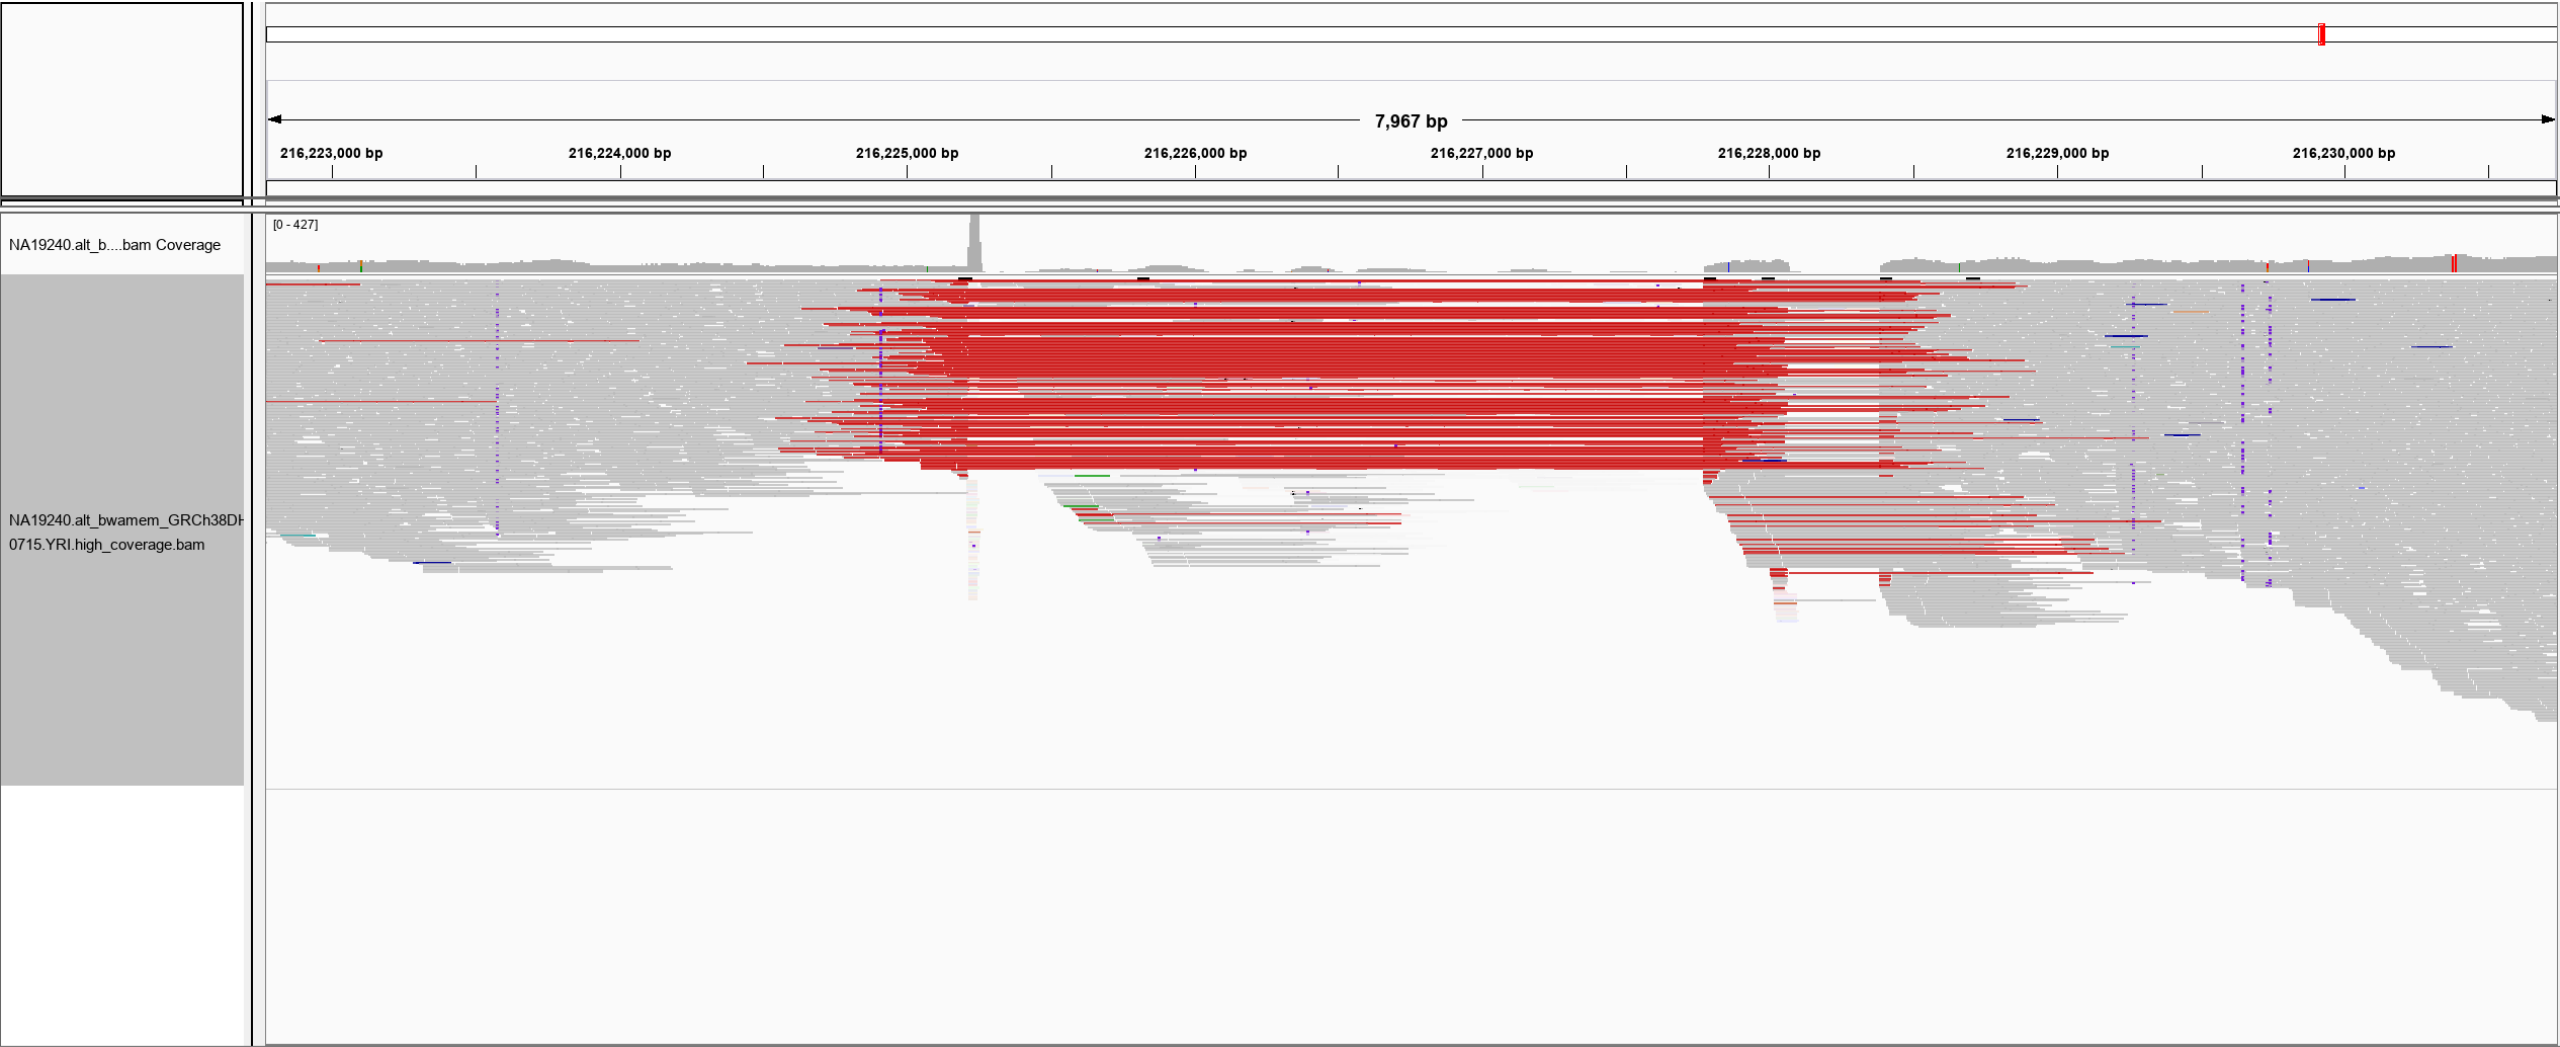 7,967 bp
216,223,000 bp
216,224,000 bp
216,225,000 bp
216,226,000 bp
216,227,000 bp
216,228,000 bp
216,229,000 bp
216,230,000 bp
[0 - 427]
NA19240.alt_b....bam Coverage
NA19240.alt_bwamem_GRCh38DH
0715.YRI.high_coverage.bam